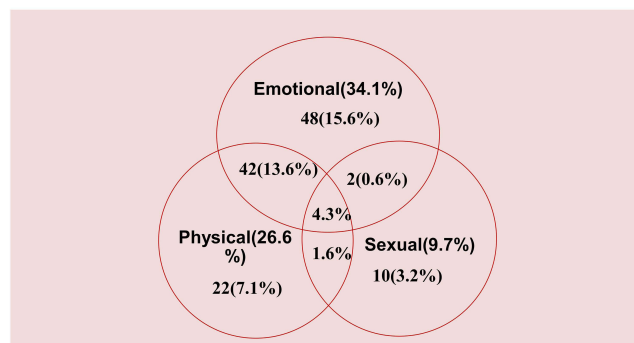 Emotional(34.1%)
48(15.6%)
42(13.6%)
2(0.6%)
4.3%
Physical(26.6
%)
Sexual(9.7%)
1.6%
22(7.1%)
10(3.2%)